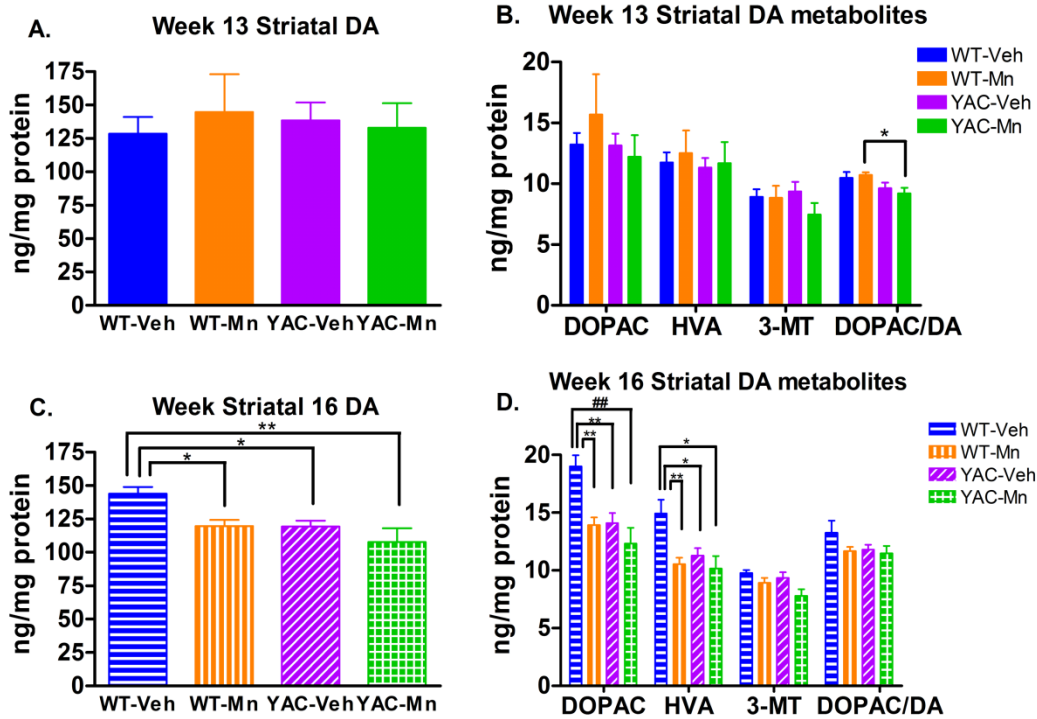 A.
Week 13 Striatal DA
ng/mg protein
175
150
125
100
75
50
25
0
WT-Veh WT-Mn YAC-Veh YAC-Mn
B.
Week 13 Striatal DA metabolites
ng/mg protein
20
15
10
5
0
*
WT-Veh
WT-Mn
YAC-Veh
YAC-Mn
DOPAC HVA 3-MT DOPAC/DA
C.
Week Striatal 16 DA
ng/mg protein
175
150
125
100
75
50
25
0
**
*
*
WT-Veh WT-Mn YAC-Veh YAC-Mn
D.
Week 16 Striatal DA metabolites
ng/mg protein
20
15
10
5
0
##
**
**
*
*
**
WT-Veh
WT-Mn
YAC-Veh
YAC-Mn
DOPAC HVA 3-MT DOPAC/DA